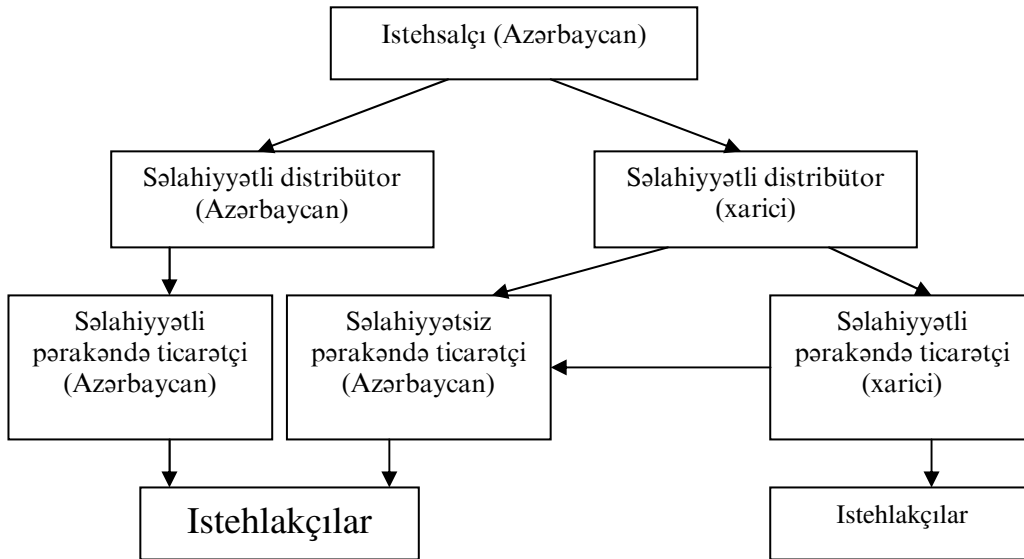 Istehsalçı (Azərbaycan)
Səlahiyyətli distribütor
(Azərbaycan)
Səlahiyyətli distribütor
(xarici)
Səlahiyyətli
pərakəndə ticarətçi
(Azərbaycan)
Səlahiyyətsiz
pərakəndə ticarətçi
(Azərbaycan)
Səlahiyyətli
pərakəndə ticarətçi
(xarici)
Istehlakçılar
Istehlakçılar